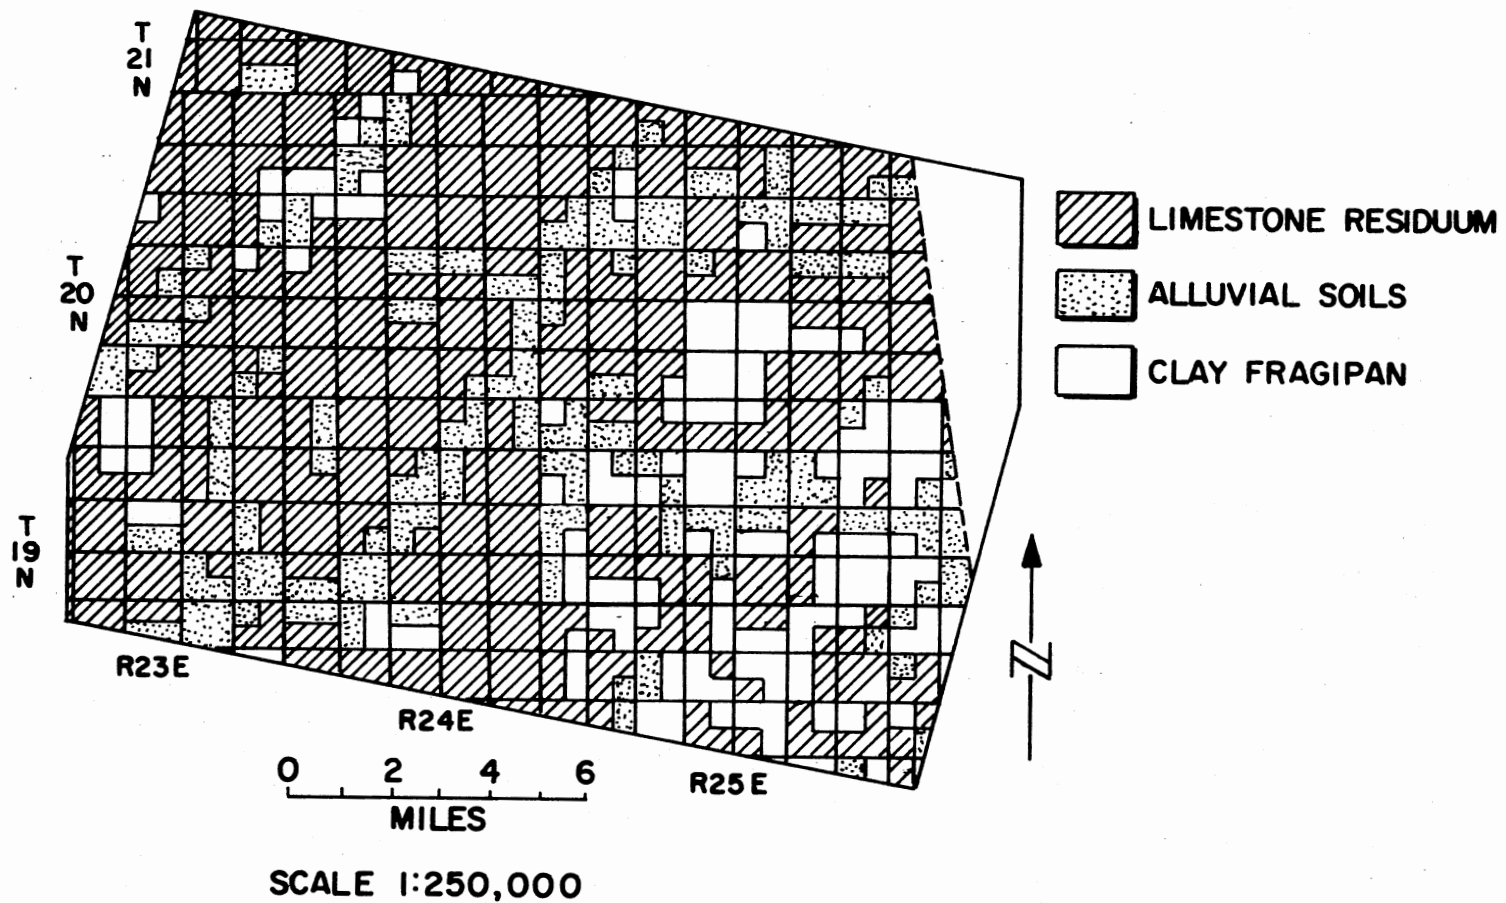 T
21
N
T
20
N
T
19
N
LIMESTONE RESIDUUM
ALLUVIAL SOILS
CLAY FRAGIPAN
N
R23E
R24E
R25E
0 2 4 6
MILES
SCALE 1:250,000